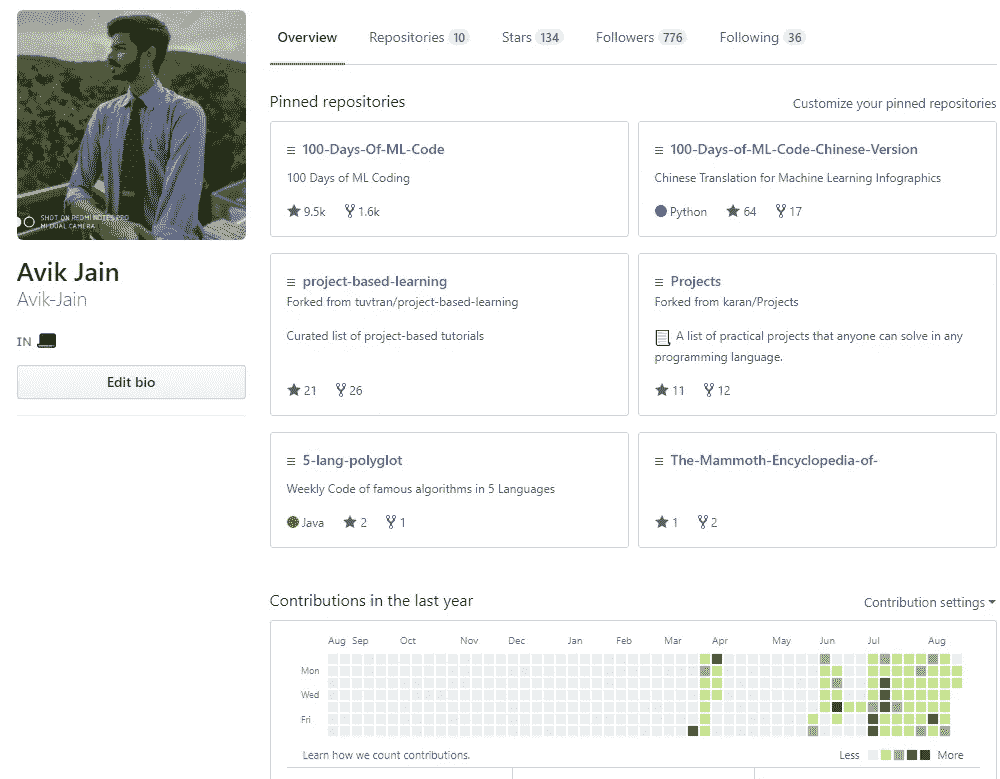 Overview Repositories 10 Stars 134 Followers 776 Following 36
SHOT ON REDMI NOTE 5 PRO
MI DUAL CAMERA
Avik Jain
Avik-Jain
IN
Edit bio
Pinned repositories
Customize your pinned repositories
100-Days-Of-ML-Code
100 Days of ML Coding
9.5k 1.6k
100-Days-of-ML-Code-Chinese-Version
Chinese Translation for Machine Learning Infographics
Python 64 17
project-based-learning
Forked from tuvtran/project-based-learning
Curated list of project-based tutorials
21 26
Projects
Forked from karan/Projects
A list of practical projects that anyone can solve in any
programming language.
11 12
5-lang-polyglot
Weekly Code of famous algorithms in 5 Languages
Java 2 1
The-Mammoth-Encyclopedia-of-
1 2
Contributions in the last year
Contribution settings
Aug Sep Oct Nov Dec Jan Feb Mar Apr May Jun Jul Aug
Mon
Wed
Fri
Learn how we count contributions.
Less More